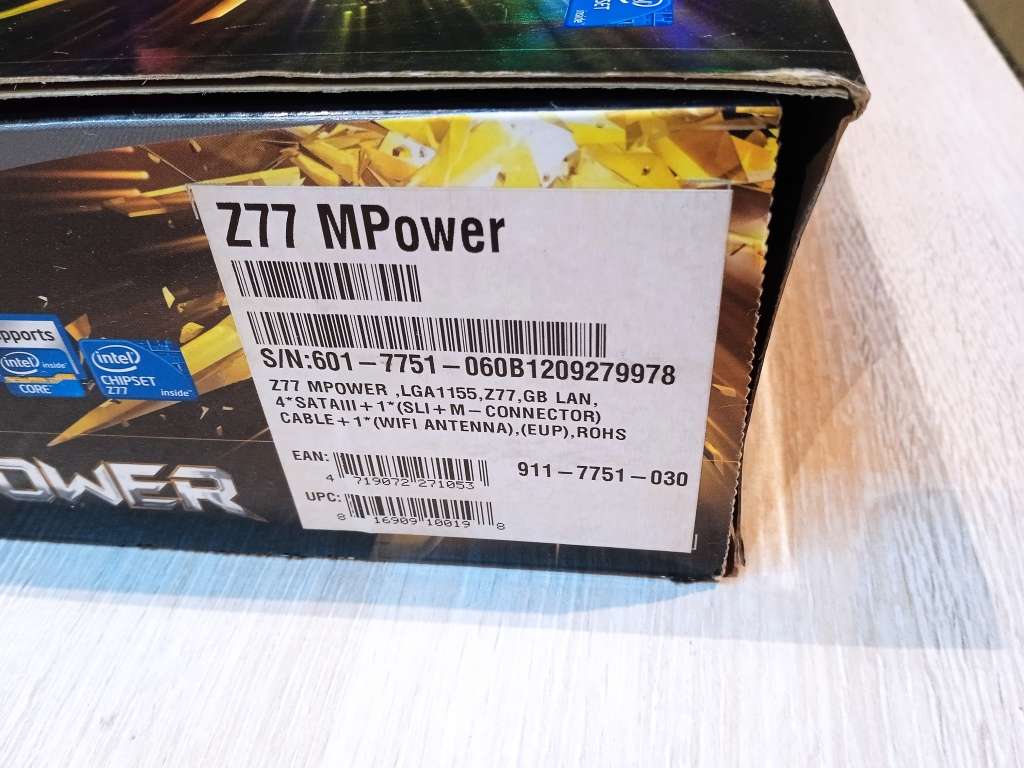 inside
Z77 MPower
S/N:601-7751-060B1209279978
Z77 MPOWER ,LGA1155,Z77,GB LAN,
4*SATAIII+1*(SLI+M-CONNECTOR)
CABLE+1*(WIFI ANTENNA),(EUP),ROHS
EAN:
4 719072 271053
911-7751-030
UPC:
8 16909 10019 8
pports
intel inside
CORE
intel
CHIPSET
Z77 inside
OWER